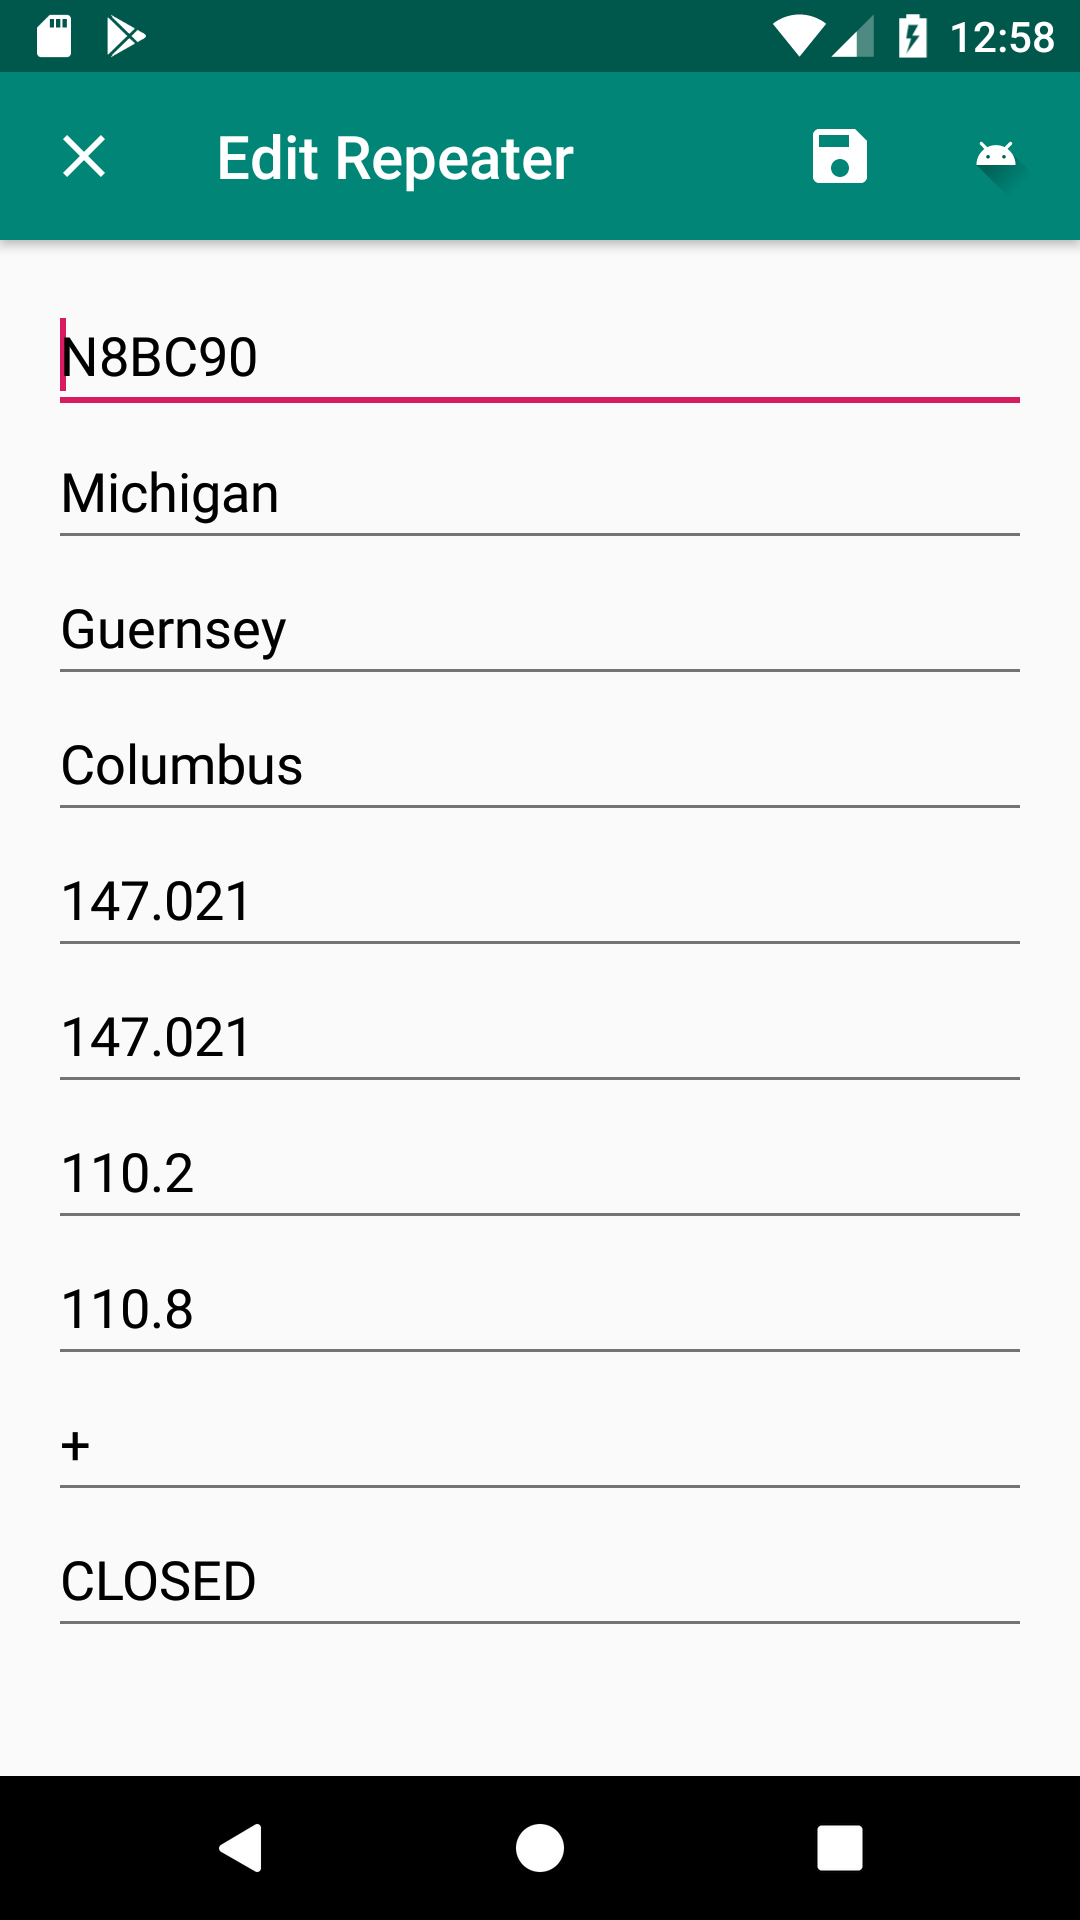 12:58
Edit Repeater
N8BC90
Michigan
Guernsey
Columbus
147.021
147.021
110.2
110.8
+
CLOSED